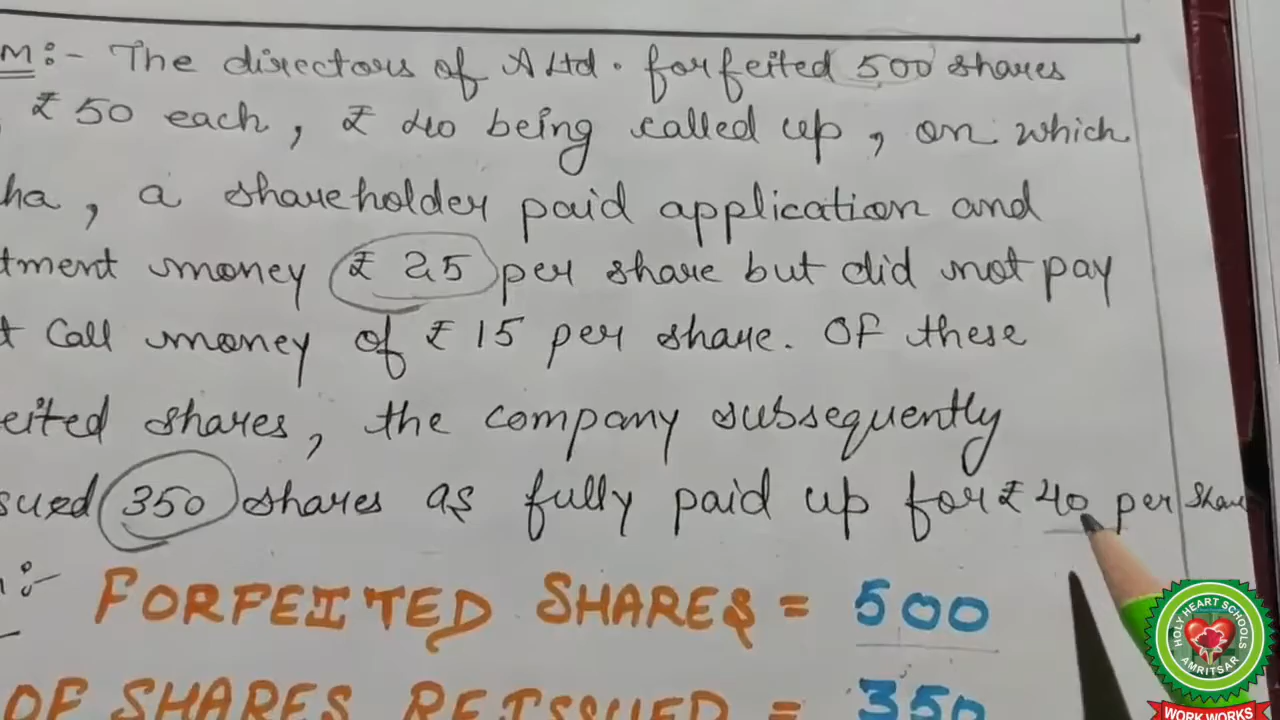 M:- The directors of A Ltd. forfeited 500 shares
₹ 50 each, ₹ 40 being called up, on which
ha, a shareholder paid application and
tment money ₹ 25 per share but did not pay
t call money of ₹ 15 per share. Of these
eited shares, the company subsequently
sued 350 shares as fully paid up for ₹ 40 per share
:-
FORFEITED SHARES = 500
OF SHARES REISSUED = 350
HOLY HEART SCHOOLS
AMRITSAR
WORK WORKS